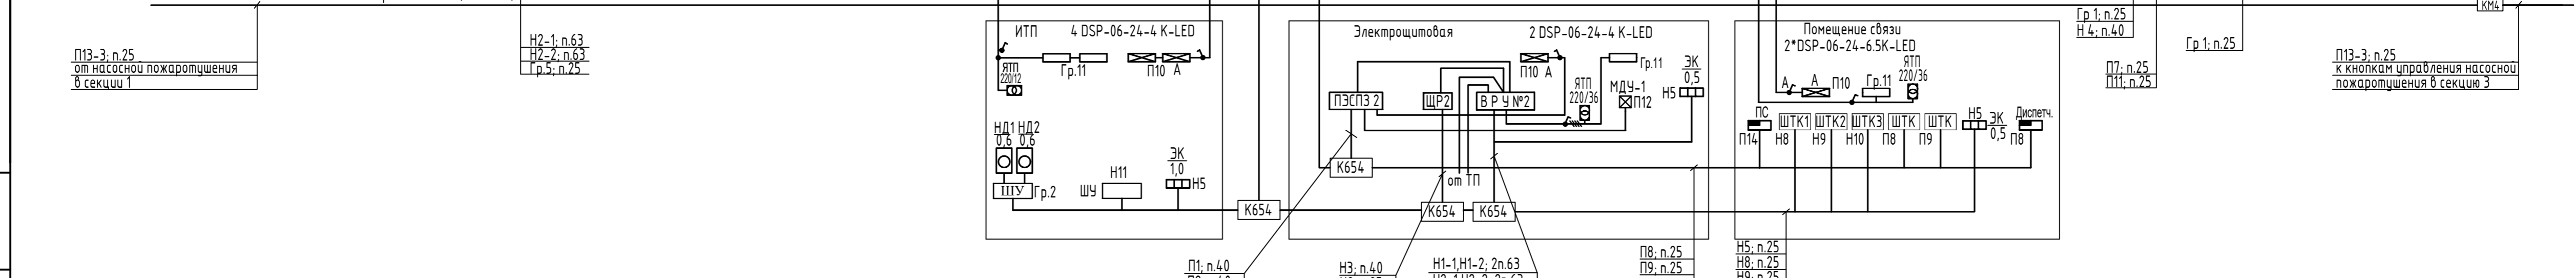 П13-3; п.25
от насосной пожаротушения
в секции 1
Н2-1; п.63
Н2-2; п.63
Гр.5; п.25
ИТП
4 DSP-06-24-4 K-LED
ЯТП
220/12
Гр.11
П10 А
НД1 НД2
0,6 0,6
ШУ
Гр.2
ШУ
Н11
ЭК
1,0
Н5
К654
Электрощитовая
2 DSP-06-24-4 K-LED
П10 А
Гр.11
ЭК
0,5
Н5
ЯТП
220/36
МДУ-1
П12
ПЭСПЗ 2
ЩР2
В Р У №2
К654
от ТП
К654
К654
Помещение связи
2*DSP-06-24-6.5K-LED
А
А
П10
Гр.11
ЯТП
220/36
ПС
П14
ШТК1
ШТК2
ШТК3
ШТК
ШТК
Н8
Н9
Н10
П8
П9
Н5
ЭК
0,5
Диспетч.
П8
П1; п.40
Н3; п.40
Н1-1,Н1-2; 2п.63
П8; п.25
П9; п.25
Н5; п.25
Н8; п.25
Н9; п.25
Гр 1; п.25
Н 4; п.40
П7; п.25
П11; п.25
Гр 1; п.25
КМ4
П13-3; п.25
к кнопкам управления насосной
пожаротушения в секцию 3